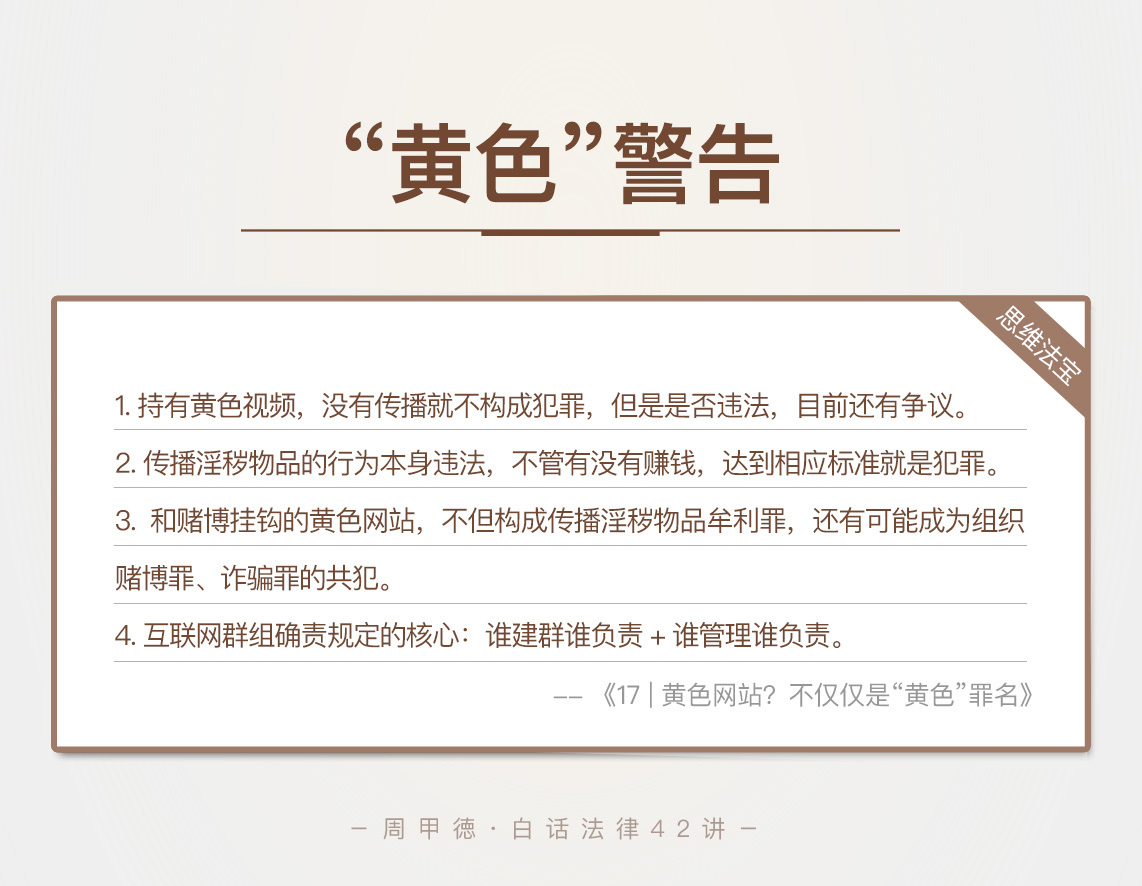 “黄色”警告
思维法宝
1. 持有黄色视频，没有传播就不构成犯罪，但是是否违法，目前还有争议。
2. 传播淫秽物品的行为本身违法，不管有没有赚钱，达到相应标准就是犯罪。
3. 和赌博挂钩的黄色网站，不但构成传播淫秽物品牟利罪，还有可能成为组织
赌博罪、诈骗罪的共犯。
4. 互联网群组确责规定的核心：谁建群谁负责 + 谁管理谁负责。
–– 《17 | 黄色网站？不仅仅是“黄色”罪名》
– 周甲德·白话法律42讲 –